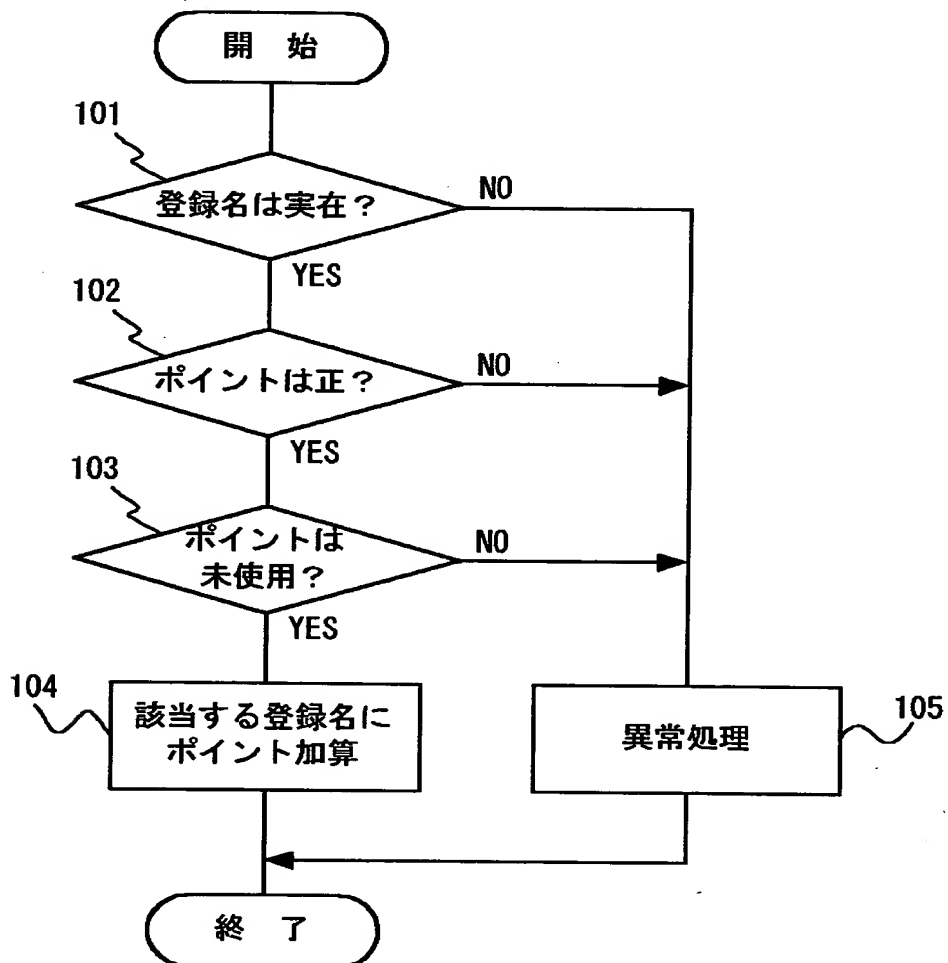 開 始
101
登録名は実在?
NO
YES
102
ポイントは正?
NO
YES
103
ポイントは
未使用?
NO
YES
104
該当する登録名に
ポイント加算
異常処理
105
終 了